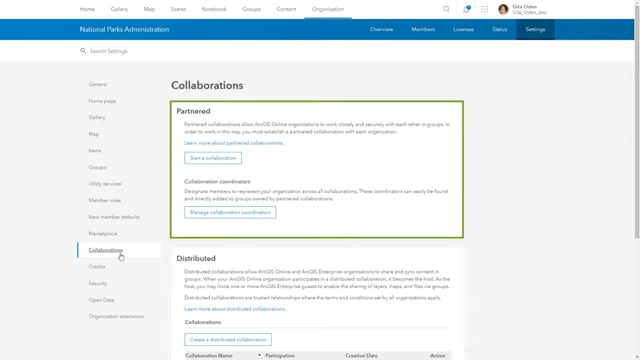 Home Gallery Map Scene Notebook Groups Content Organization Gita Oden
Gita_Oden_doc
National Parks Administration Overview Members Licenses Status Settings
Search Settings
General
Home page
Gallery
Map
Items
Groups
Utility services
Member roles
New member defaults
Marketplace
Collaborations
Credits
Security
Open Data
Organization extensions
Collaborations
Partnered
Partnered collaborations allow ArcGIS Online organizations to work closely and securely with each other in groups.
In order to work in this way, you must establish a partnered collaboration with each organization.
Learn more about partnered collaborations.
Start a collaboration
Collaboration coordinators
Designate members to represent your organization across all collaborations. These coordinators can easily be found
and directly added to groups owned by partnered collaborations.
Manage collaboration coordinators
Distributed
Distributed collaborations allow ArcGIS Online and ArcGIS Enterprise organizations to share and sync content in
groups. When your ArcGIS Online organization participates in a distributed collaboration, it becomes the host. As the
host, you may invite one or more ArcGIS Enterprise guests to enable the sharing of layers, maps, and files via groups.
Distributed collaborations are trusted relationships where the terms and conditions set by all organizations apply.
Learn more about distributed collaborations.
Collaborations
Create a distributed collaboration
Collaboration Name Participation Creation Date Action